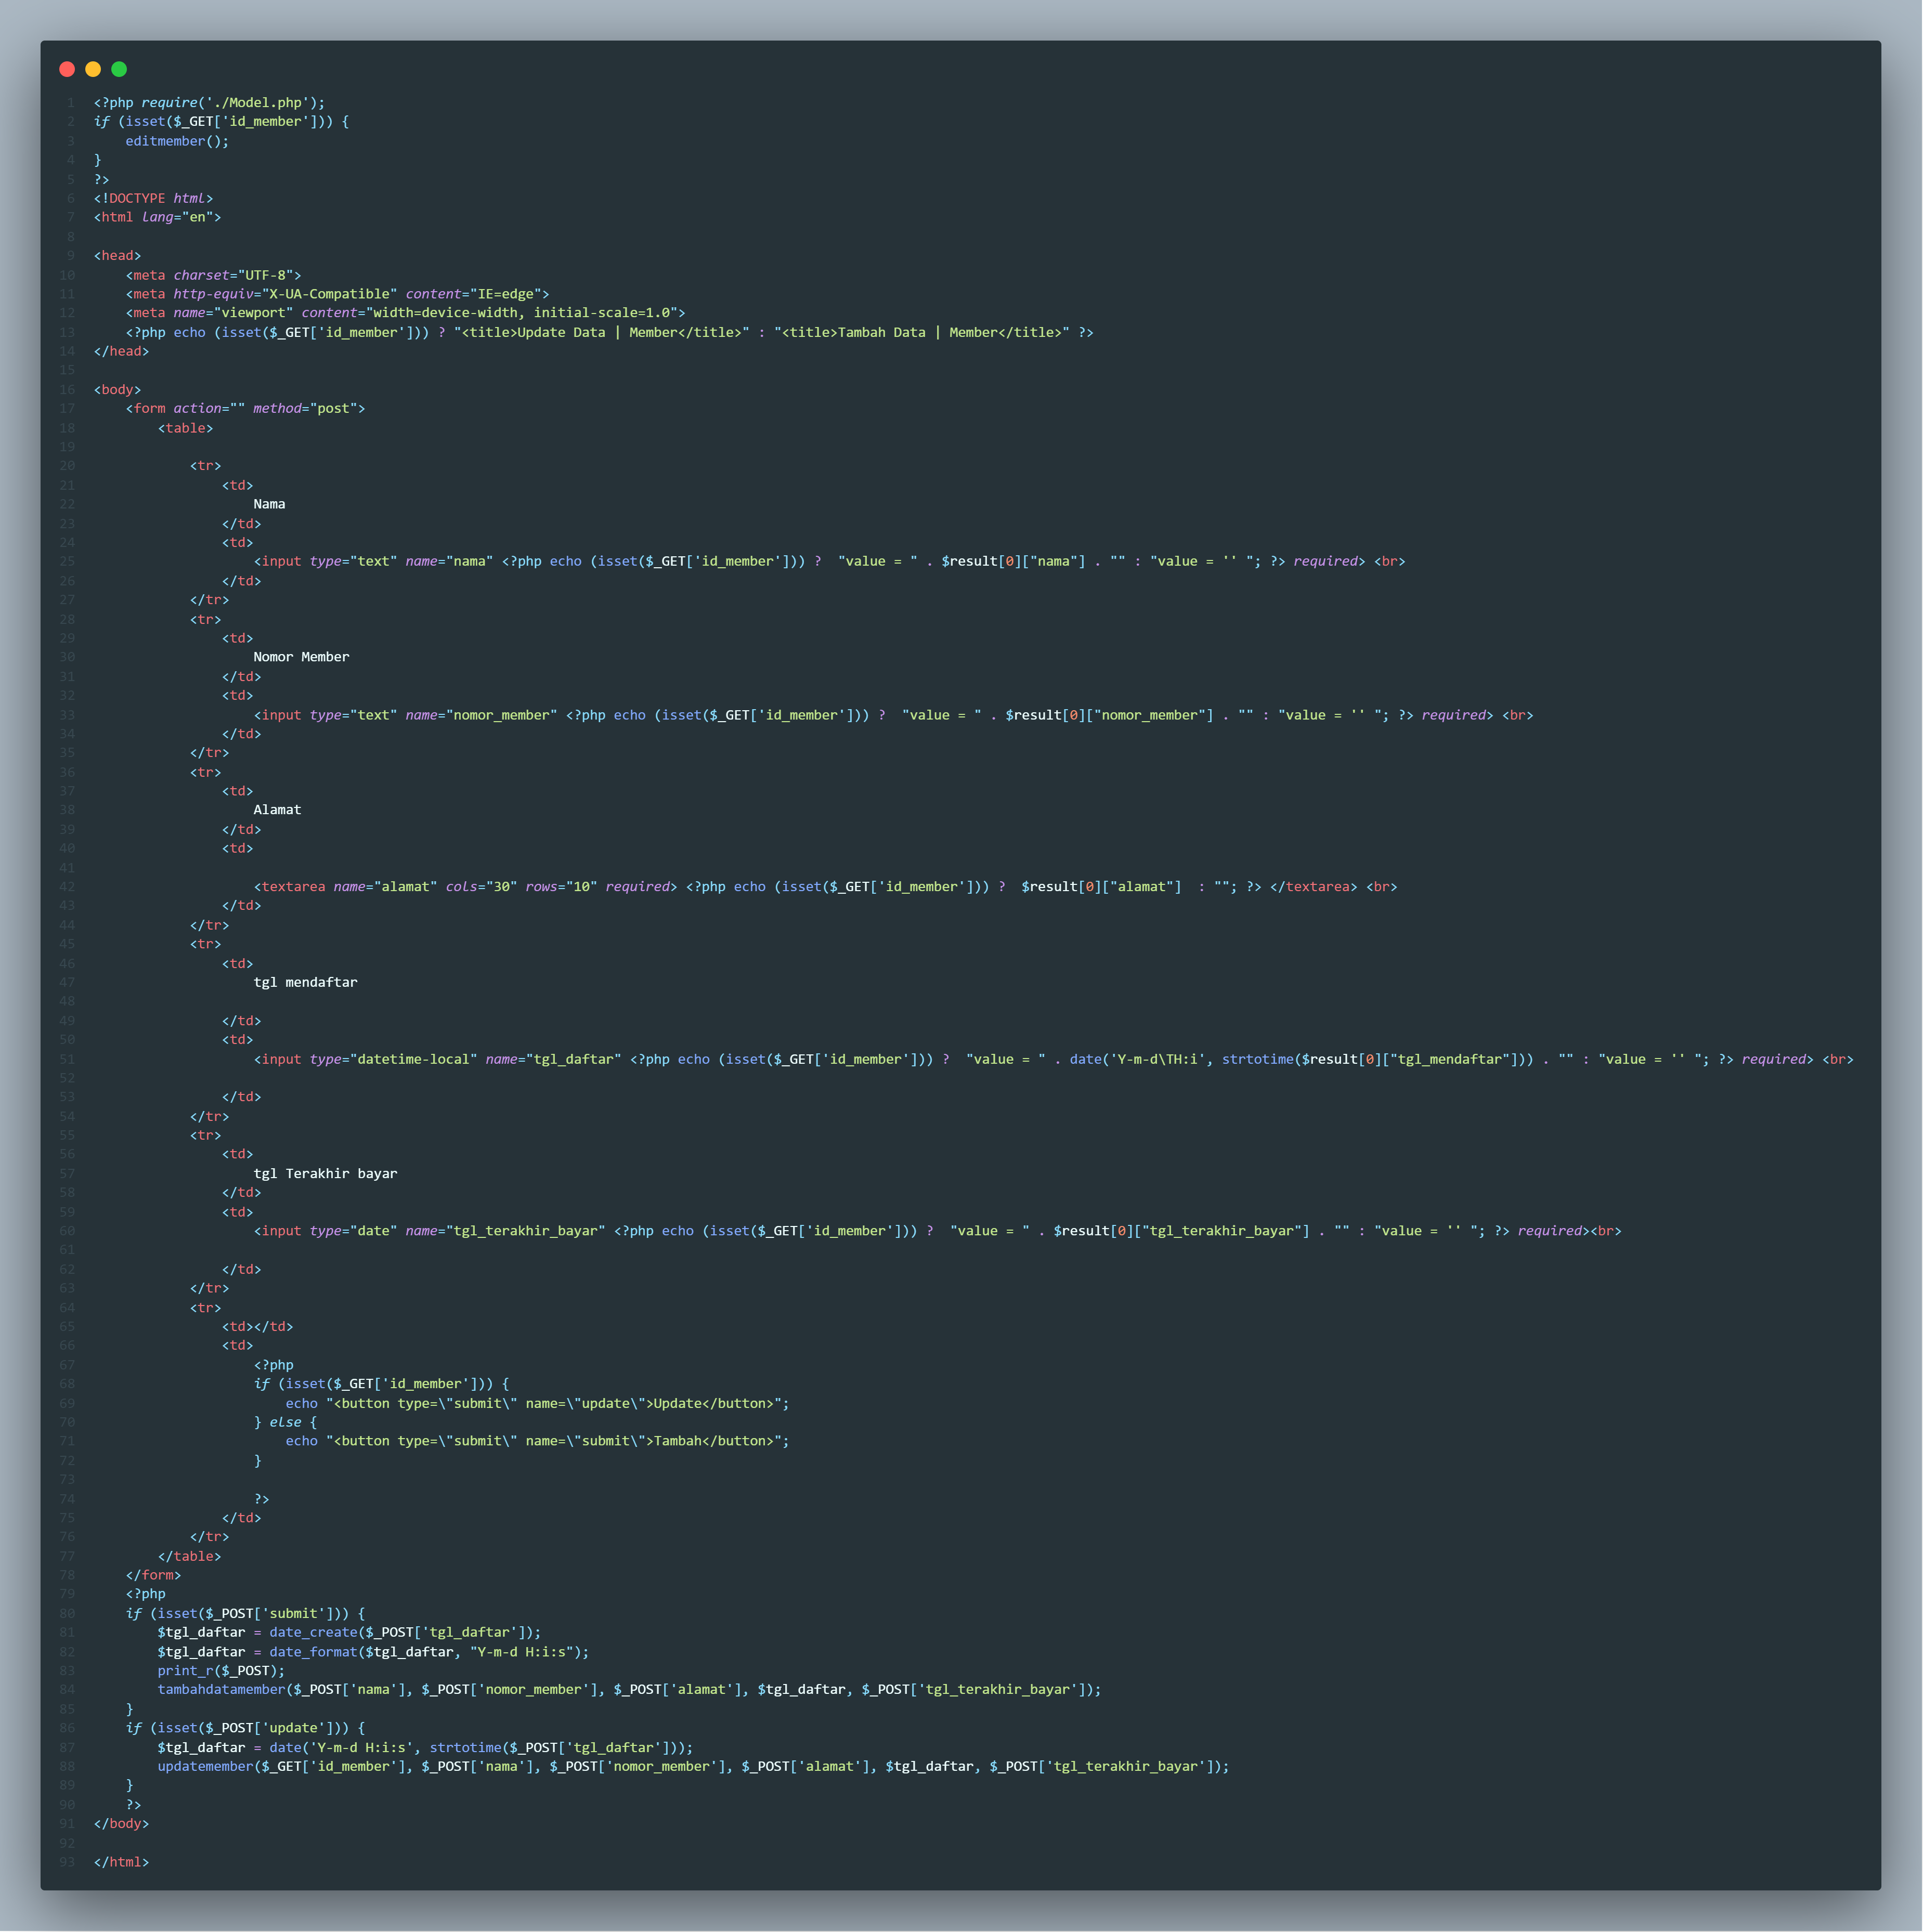 1 <?php require('./Model.php');
2 if (isset($_GET['id_member'])) {
3     editmember();
4 }
5 ?>
6 <!DOCTYPE html>
7 <html lang="en">
8
9 <head>
10     <meta charset="UTF-8">
11     <meta http-equiv="X-UA-Compatible" content="IE=edge">
12     <meta name="viewport" content="width=device-width, initial-scale=1.0">
13     <?php echo (isset($_GET['id_member'])) ? "<title>Update Data | Member</title>" : "<title>Tambah Data | Member</title>" ?>
14 </head>
15
16 <body>
17     <form action="" method="post">
18         <table>
19
20             <tr>
21                 <td>
22                     Nama
23                 </td>
24                 <td>
25                     <input type="text" name="nama" <?php echo (isset($_GET['id_member'])) ?  "value = " . $result[0]["nama"] . "" : "value = '' "; ?> required> <br>
26                 </td>
27             </tr>
28             <tr>
29                 <td>
30                     Nomor Member
31                 </td>
32                 <td>
33                     <input type="text" name="nomor_member" <?php echo (isset($_GET['id_member'])) ?  "value = " . $result[0]["nomor_member"] . "" : "value = '' "; ?> required> <br>
34                 </td>
35             </tr>
36             <tr>
37                 <td>
38                     Alamat
39                 </td>
40                 <td>
41
42                     <textarea name="alamat" cols="30" rows="10" required> <?php echo (isset($_GET['id_member'])) ?  $result[0]["alamat"]  : ""; ?> </textarea> <br>
43                 </td>
44             </tr>
45             <tr>
46                 <td>
47                     tgl mendaftar
48
49                 </td>
50                 <td>
51                     <input type="datetime-local" name="tgl_daftar" <?php echo (isset($_GET['id_member'])) ?  "value = " . date('Y-m-d\TH:i', strtotime($result[0]["tgl_mendaftar"])) . "" : "value = '' "; ?> required> <br>
52
53                 </td>
54             </tr>
55             <tr>
56                 <td>
57                     tgl Terakhir bayar
58                 </td>
59                 <td>
60                     <input type="date" name="tgl_terakhir_bayar" <?php echo (isset($_GET['id_member'])) ?  "value = " . $result[0]["tgl_terakhir_bayar"] . "" : "value = '' "; ?> required><br>
61
62                 </td>
63             </tr>
64             <tr>
65                 <td></td>
66                 <td>
67                     <?php
68                     if (isset($_GET['id_member'])) {
69                         echo "<button type=\"submit\" name=\"update\">Update</button>";
70                     } else {
71                         echo "<button type=\"submit\" name=\"submit\">Tambah</button>";
72                     }
73
74                     ?>
75                 </td>
76             </tr>
77         </table>
78     </form>
79     <?php
80     if (isset($_POST['submit'])) {
81         $tgl_daftar = date_create($_POST['tgl_daftar']);
82         $tgl_daftar = date_format($tgl_daftar, "Y-m-d H:i:s");
83         print_r($_POST);
84         tambahdatamember($_POST['nama'], $_POST['nomor_member'], $_POST['alamat'], $tgl_daftar, $_POST['tgl_terakhir_bayar']);
85     }
86     if (isset($_POST['update'])) {
87         $tgl_daftar = date('Y-m-d H:i:s', strtotime($_POST['tgl_daftar']));
88         updatemember($_GET['id_member'], $_POST['nama'], $_POST['nomor_member'], $_POST['alamat'], $tgl_daftar, $_POST['tgl_terakhir_bayar']);
89     }
90     ?>
91 </body>
92
93 </html>